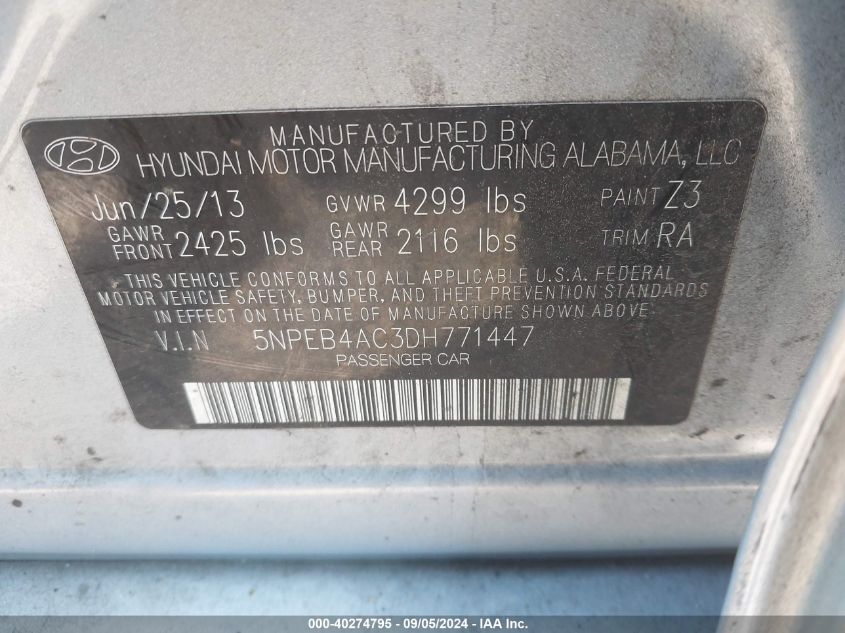 MANUFACTURED BY
HYUNDAI MOTOR MANUFACTURING ALABAMA, LLC
Jun/25/13 GVWR 4299 lbs PAINT Z3
GAWR FRONT 2425 lbs GAWR REAR 2116 lbs TRIM RA
THIS VEHICLE CONFORMS TO ALL APPLICABLE U.S.A. FEDERAL
MOTOR VEHICLE SAFETY, BUMPER, AND THEFT PREVENTION STANDARDS
IN EFFECT ON THE DATE OF MANUFACTURE SHOWN ABOVE.
V.I.N 5NPEB4AC3DH771447
PASSENGER CAR
000-40274795 - 09/05/2024 - IAA Inc.